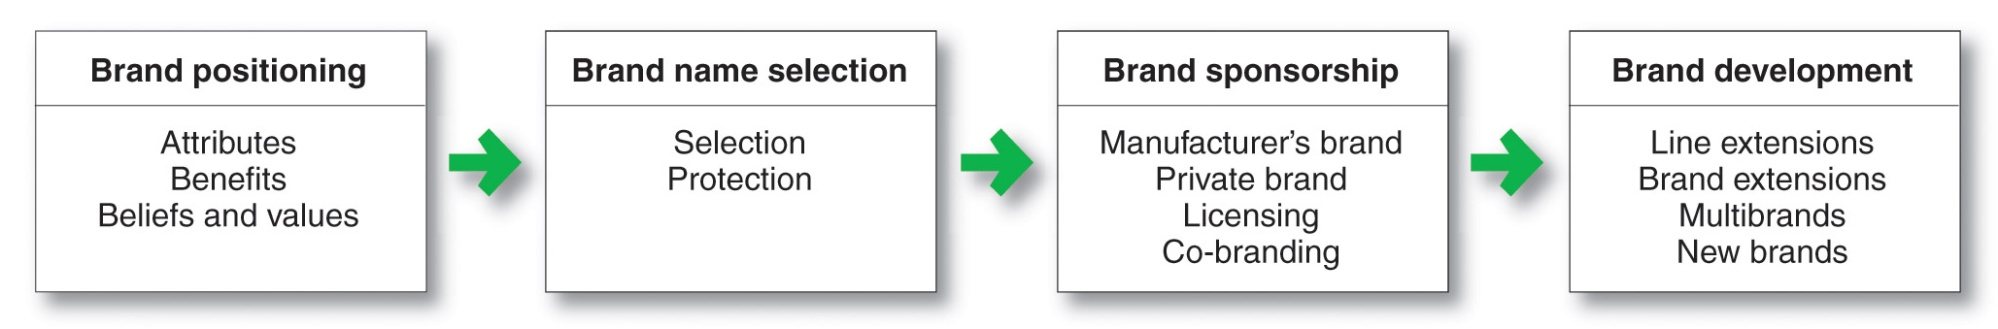 Brand positioning
Attributes
Benefits
Beliefs and values
Brand name selection
Selection
Protection
Brand sponsorship
Manufacturer’s brand
Private brand
Licensing
Co-branding
Brand development
Line extensions
Brand extensions
Multibrands
New brands